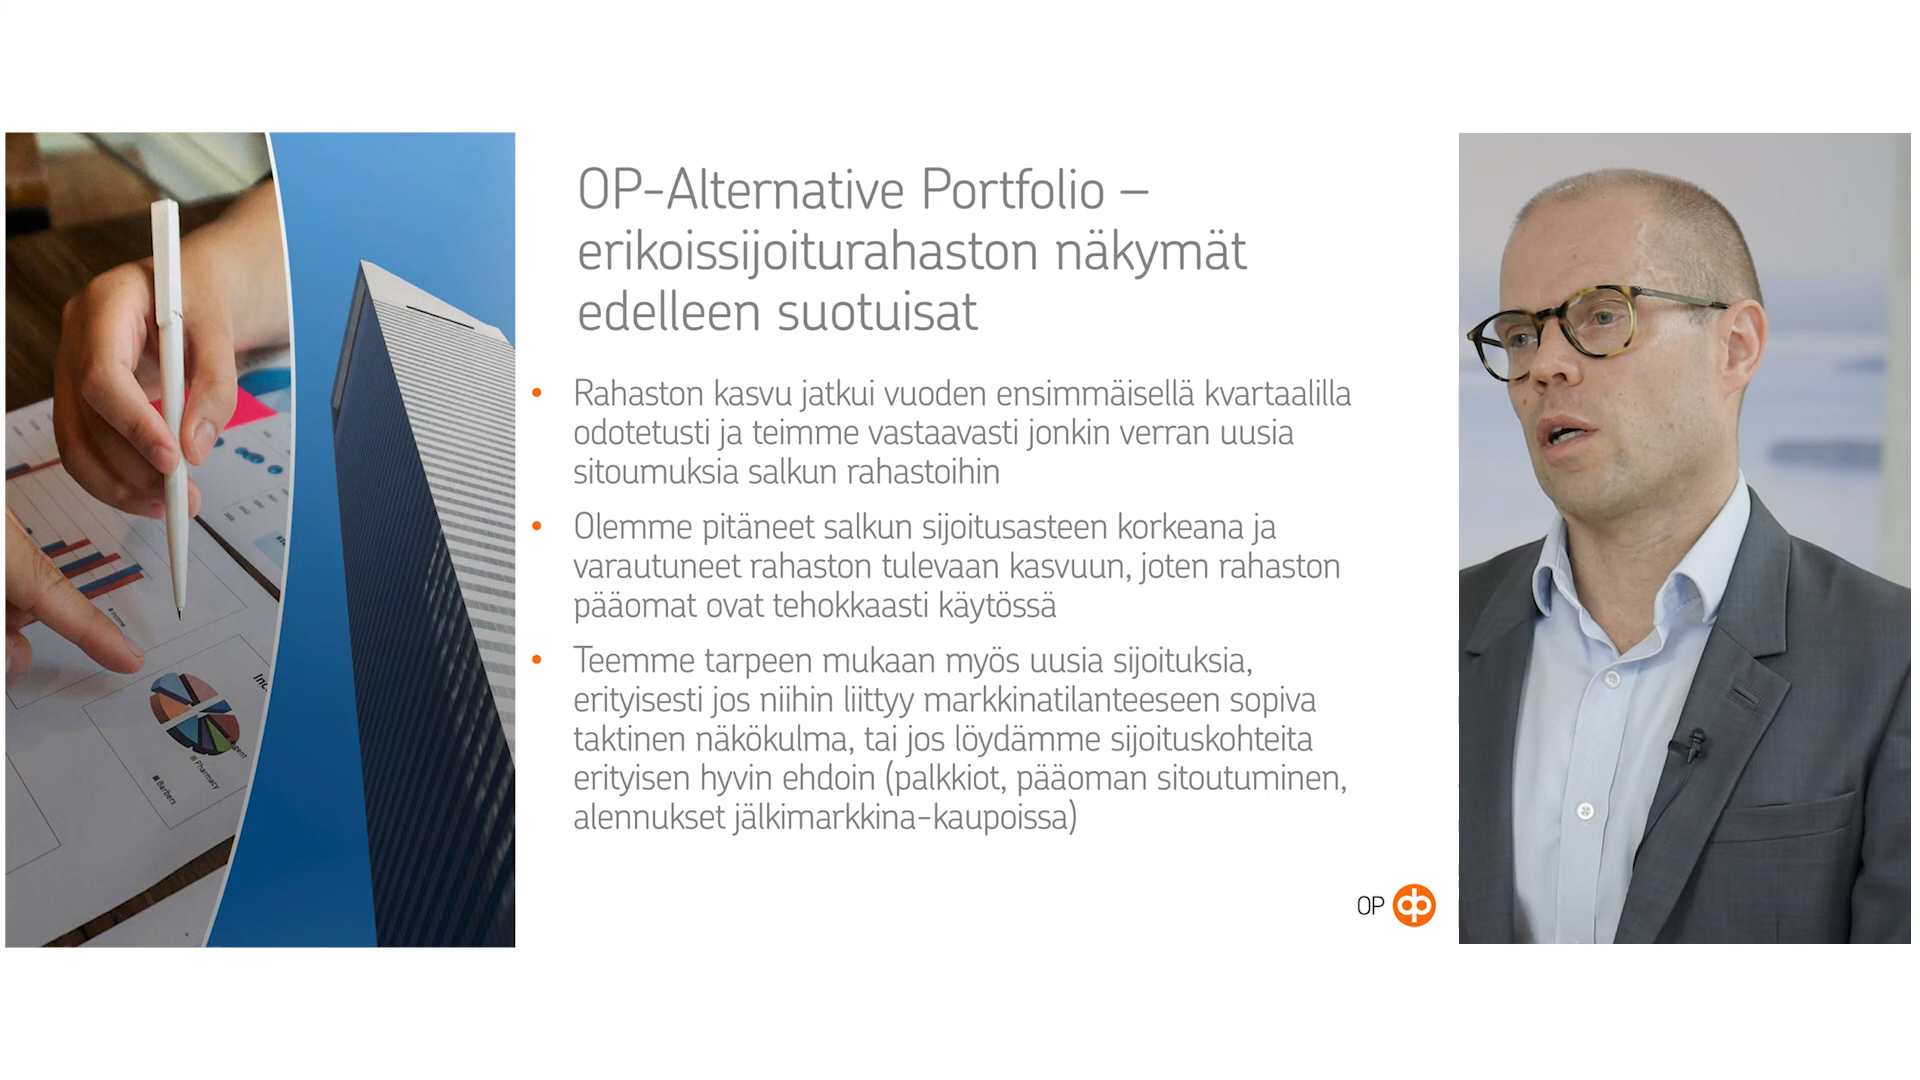 OP-Alternative Portfolio –
erikoissijoiturahaston näkymät
edelleen suotuisat
• Rahaston kasvu jatkui vuoden ensimmäisellä kvartaalilla
odotetusti ja teimme vastaavasti jonkin verran uusia
sitoumuksia salkun rahastoihin
• Olemme pitäneet salkun sijoitusasteen korkeana ja
varautuneet rahaston tulevaan kasvuun, joten rahaston
pääomat ovat tehokkaasti käytössä
• Teemme tarpeen mukaan myös uusia sijoituksia,
erityisesti jos niihin liittyy markkinatilanteeseen sopiva
taktinen näkökulma, tai jos löydämme sijoituskohteita
erityisen hyvin ehdoin (palkkiot, pääoman sitoutuminen,
alennukset jälkimarkkina-kaupoissa)
OP
Income
Pharmacy
Barbers